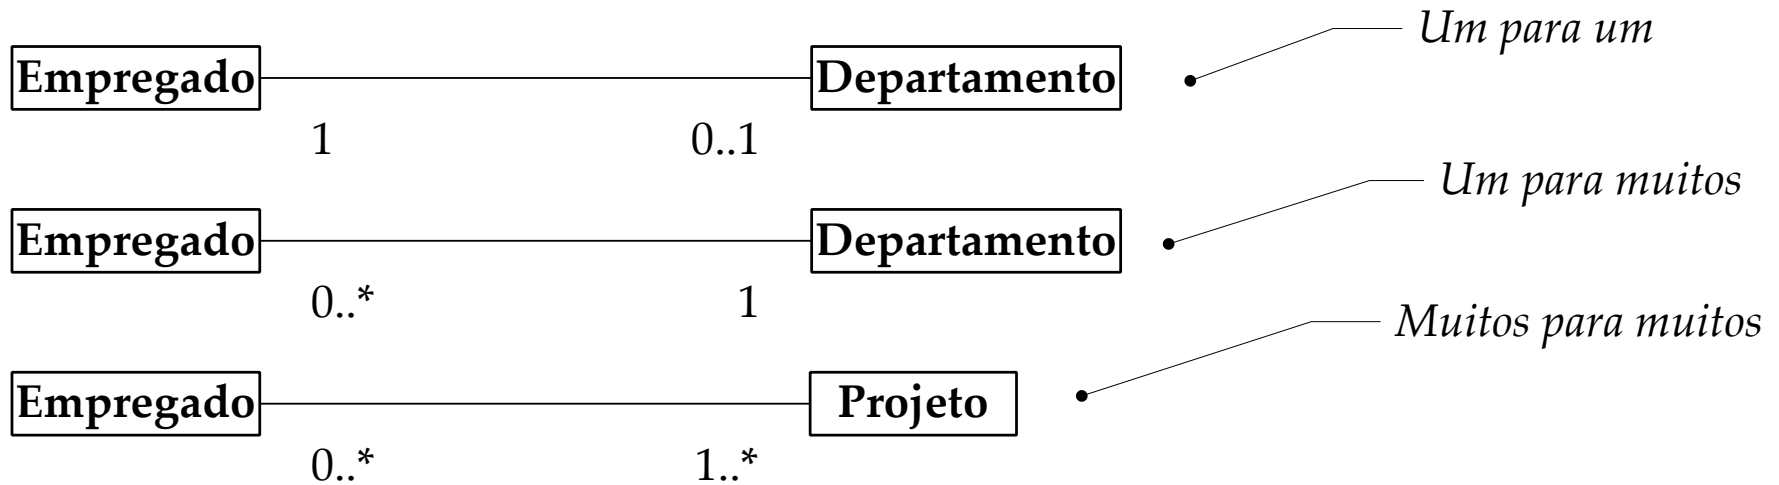 Um para um
Empregado Departamento
1 0..1
Um para muitos
Empregado Departamento
0..* 1
Muitos para muitos
Empregado Projeto
0..* 1..*